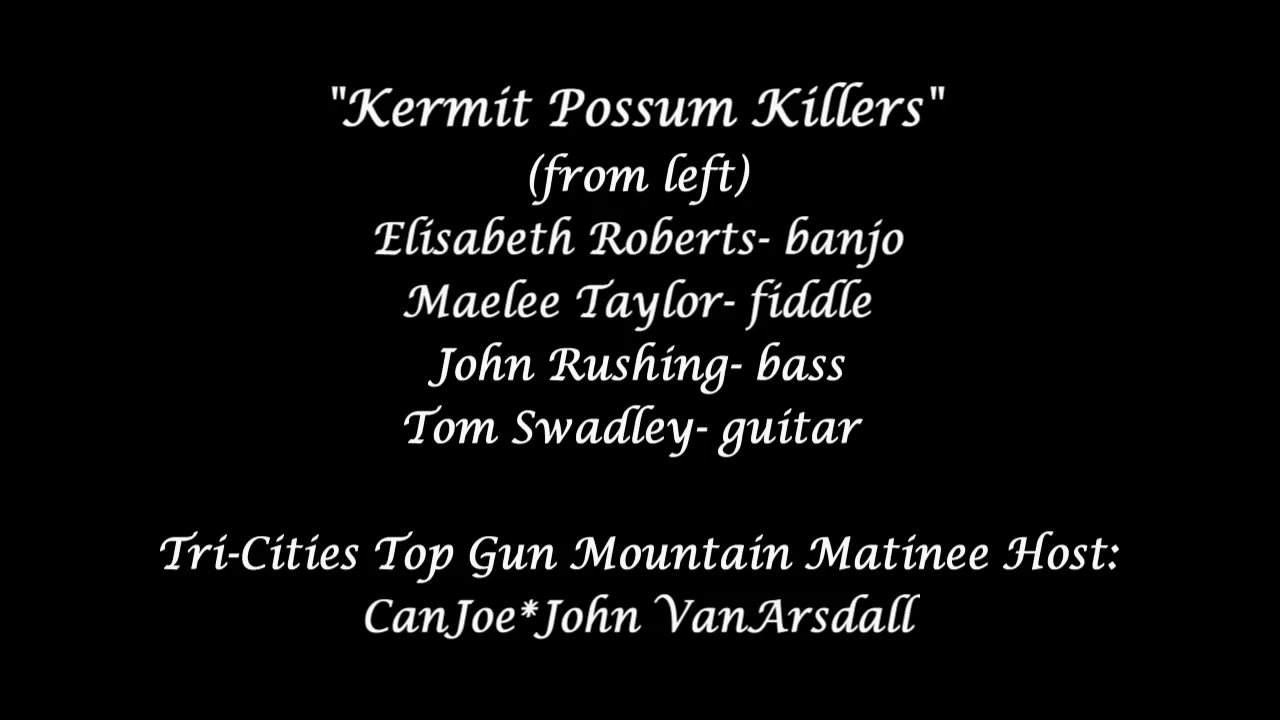 "Kermit Possum Killers"
(from left)
Elisabeth Roberts- banjo
Maelee Taylor- fiddle
John Rushing- bass
Tom Swadley- guitar
Tri-Cities Top Gun Mountain Matinee Host:
CanJoe*John VanArsdall